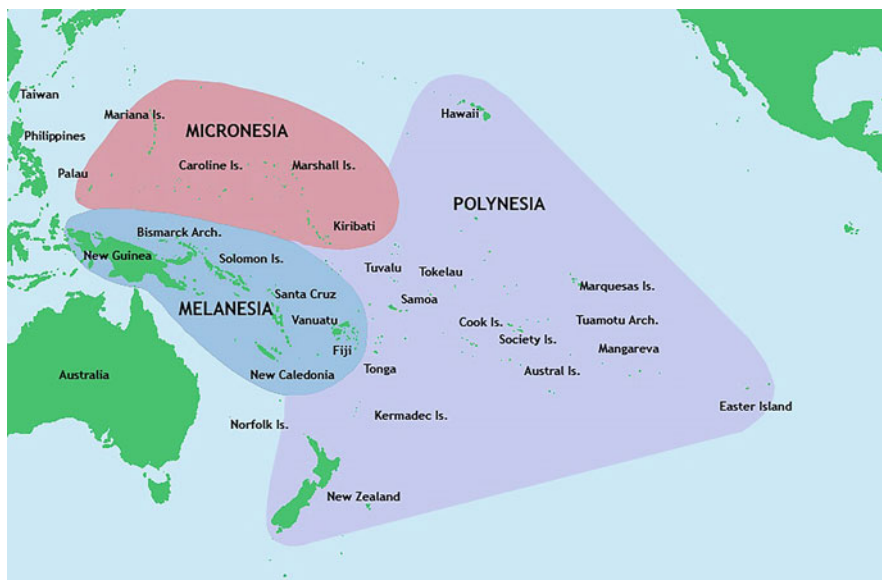 Taiwan
Hawaii
Mariana Is.
MICRONESIA
Philippines
Caroline Is.
Marshall Is.
Palau
POLYNESIA
Kiribati
Bismarck Arch.
New Guinea
Solomon Is.
Tuvalu
Tokelau
Marquesas Is.
Santa Cruz
Samoa
MELANESIA
Vanuatu
Cook Is.
Tuamotu Arch.
Society Is.
Fiji
Mangareva
Tonga
Austral Is.
Australia
New Caledonia
Easter Island
Kermadec Is.
Norfolk Is.
New Zealand